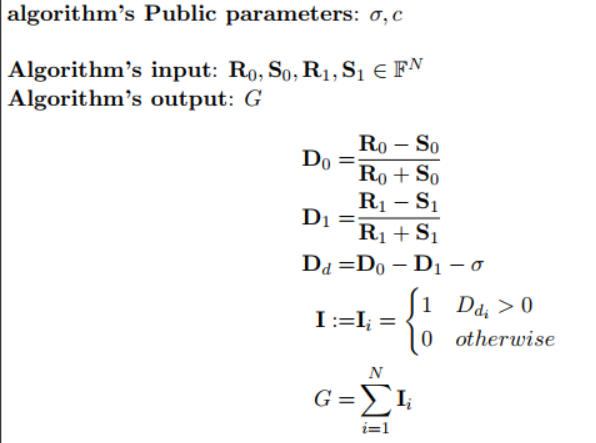 algorithm's Public parameters: σ, c
Algorithm's input: R₀, S₀, R₁, S₁ ∈ 𝔽ᴺ
Algorithm's output: G
D₀ = (R₀ − S₀) / (R₀ + S₀)
D₁ = (R₁ − S₁) / (R₁ + S₁)
D_d = D₀ − D₁ − σ
I := I_i = { 1 D_{d_i} > 0
0 otherwise
G = ∑_{i=1}^{N} I_i